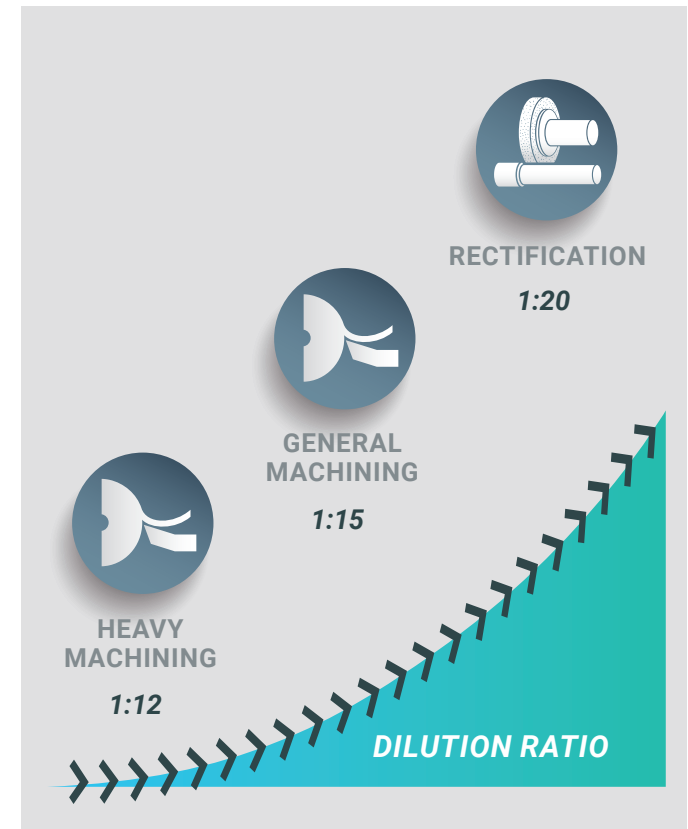 RECTIFICATION
1:20
GENERAL
MACHINING
1:15
HEAVY
MACHINING
1:12
DILUTION RATIO